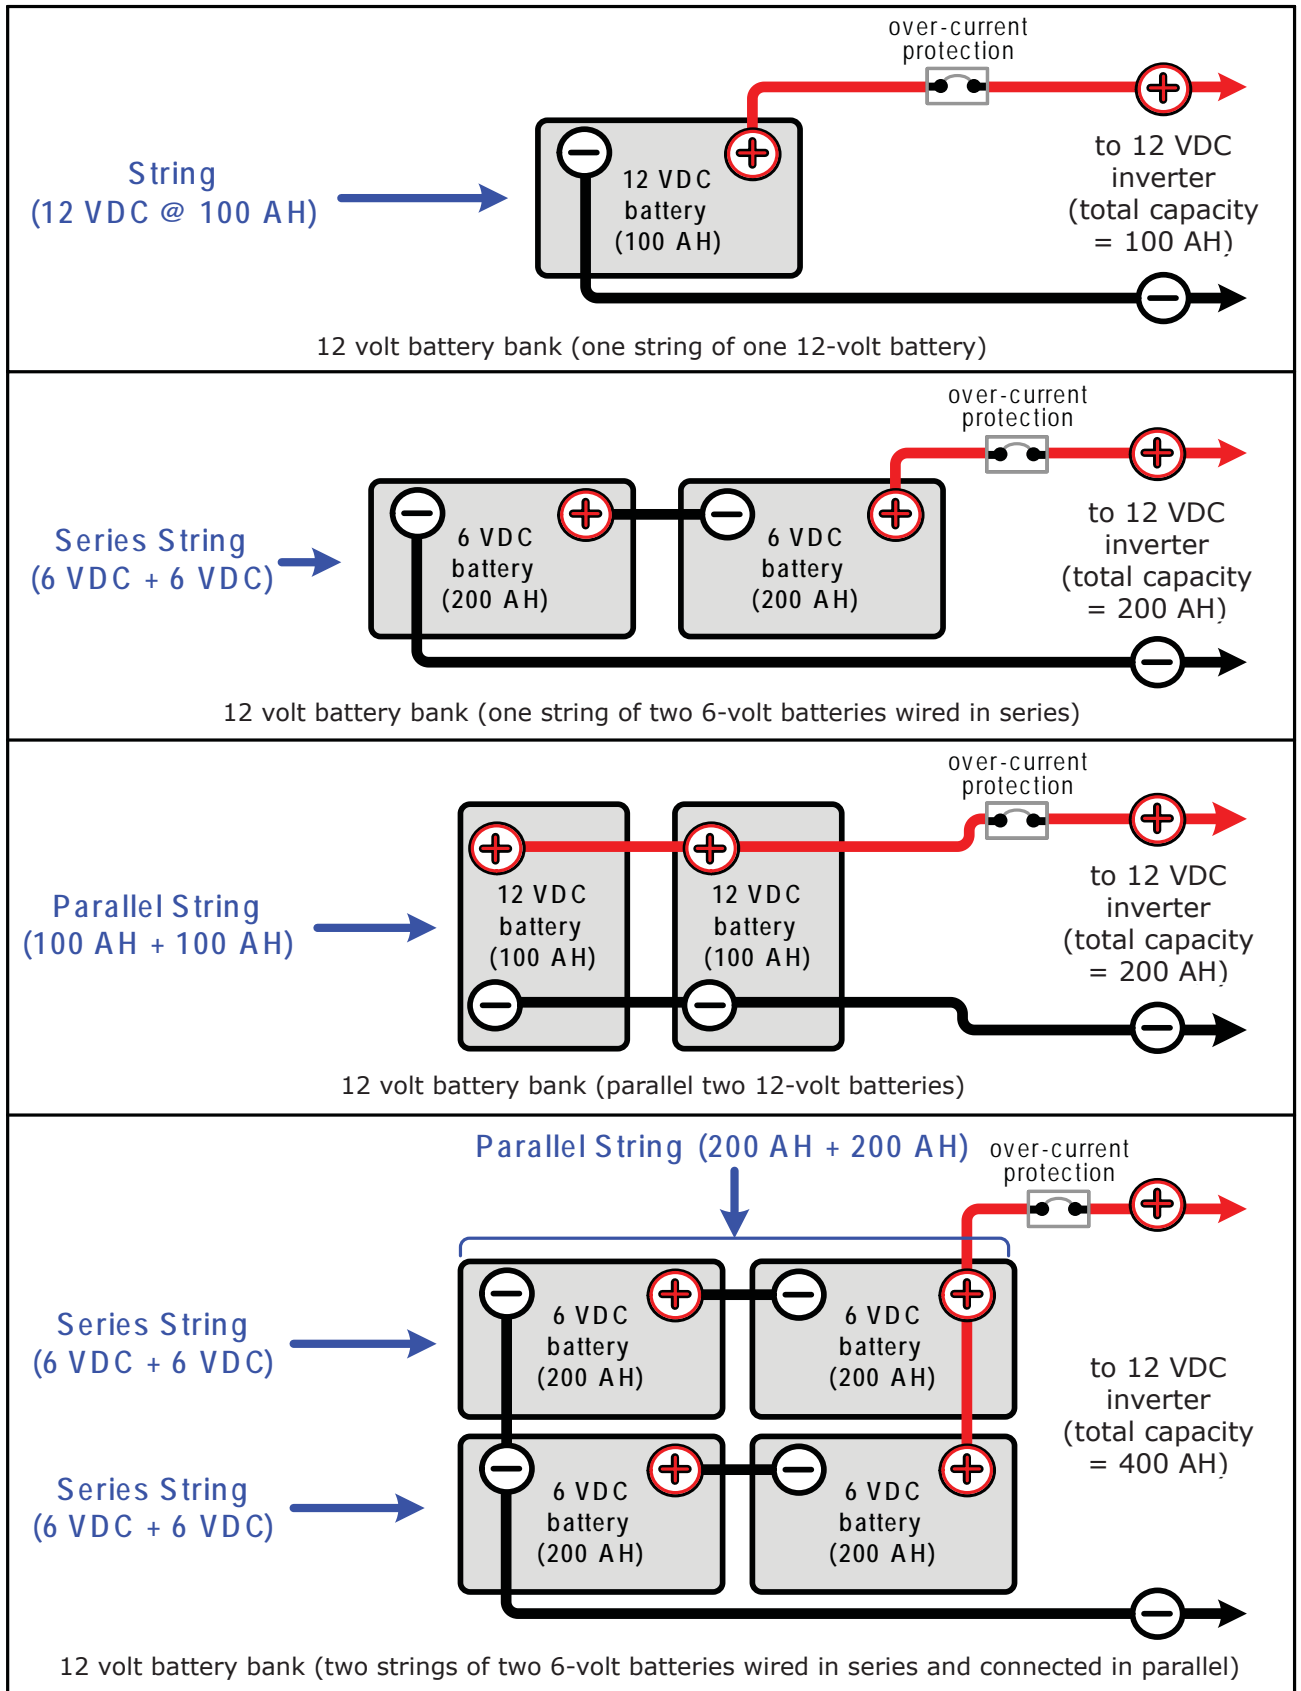 over-current
protection
String
(12 VDC @ 100 AH)
12 VDC
battery
(100 AH)
to 12 VDC
inverter
(total capacity
= 100 AH)
12 volt battery bank (one string of one 12-volt battery)
over-current
protection
Series String
(6 VDC + 6 VDC)
6 VDC
battery
(200 AH)
6 VDC
battery
(200 AH)
to 12 VDC
inverter
(total capacity
= 200 AH)
12 volt battery bank (one string of two 6-volt batteries wired in series)
over-current
protection
Parallel String
(100 AH + 100 AH)
12 VDC
battery
(100 AH)
12 VDC
battery
(100 AH)
to 12 VDC
inverter
(total capacity
= 200 AH)
12 volt battery bank (parallel two 12-volt batteries)
Parallel String (200 AH + 200 AH)
over-current
protection
Series String
(6 VDC + 6 VDC)
6 VDC
battery
(200 AH)
6 VDC
battery
(200 AH)
to 12 VDC
inverter
(total capacity
= 400 AH)
Series String
(6 VDC + 6 VDC)
6 VDC
battery
(200 AH)
6 VDC
battery
(200 AH)
12 volt battery bank (two strings of two 6-volt batteries wired in series and connected in parallel)